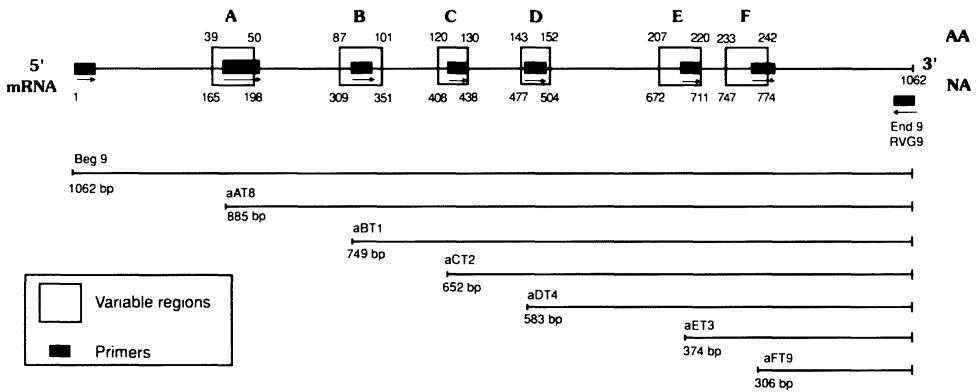 A B C D E F
39 50 87 101 120 130 143 152 207 220 233 242 AA
5' 3'
mRNA 1062 NA
1 165 198 309 351 408 438 477 504 672 711 747 774
End 9
RVG9
Beg 9
1062 bp
aAT8
885 bp
aBT1
749 bp
aCT2
652 bp
aDT4
583 bp
aET3
374 bp
aFT9
306 bp
Variable regions
Primers